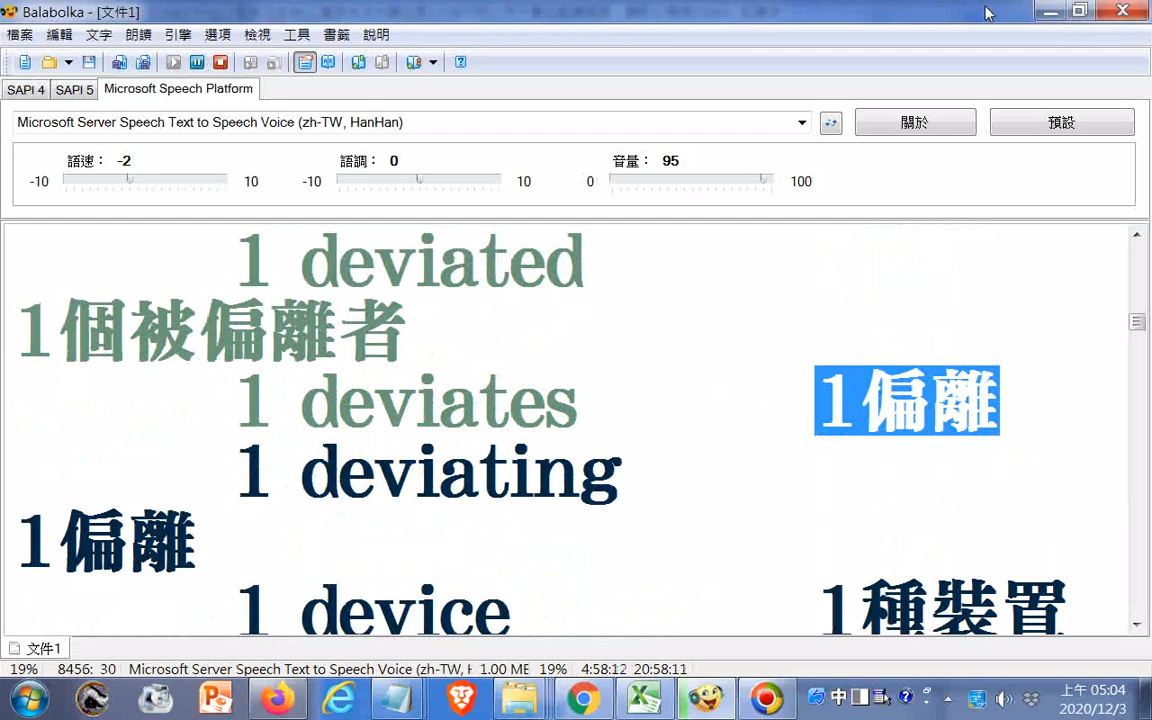 Balabolka - [文件1]
檔案 編輯 文字 朗讀 引擎 選項 檢視 工具 書籤 說明
SAPI 4 SAPI 5 Microsoft Speech Platform
Microsoft Server Speech Text to Speech Voice (zh-TW, HanHan) 關於 預設
語速： -2 語調： 0 音量： 95
-10 10 -10 10 0 100
1 deviated
1個被偏離者
1 deviates 1偏離
1 deviating
1偏離
1 device 1種裝置
文件1
19% 8456: 30 Microsoft Server Speech Text to Speech Voice (zh-TW, H 1.00 ME 19% 4:58:12 20:58:11
中 上午 05:04
2020/12/3